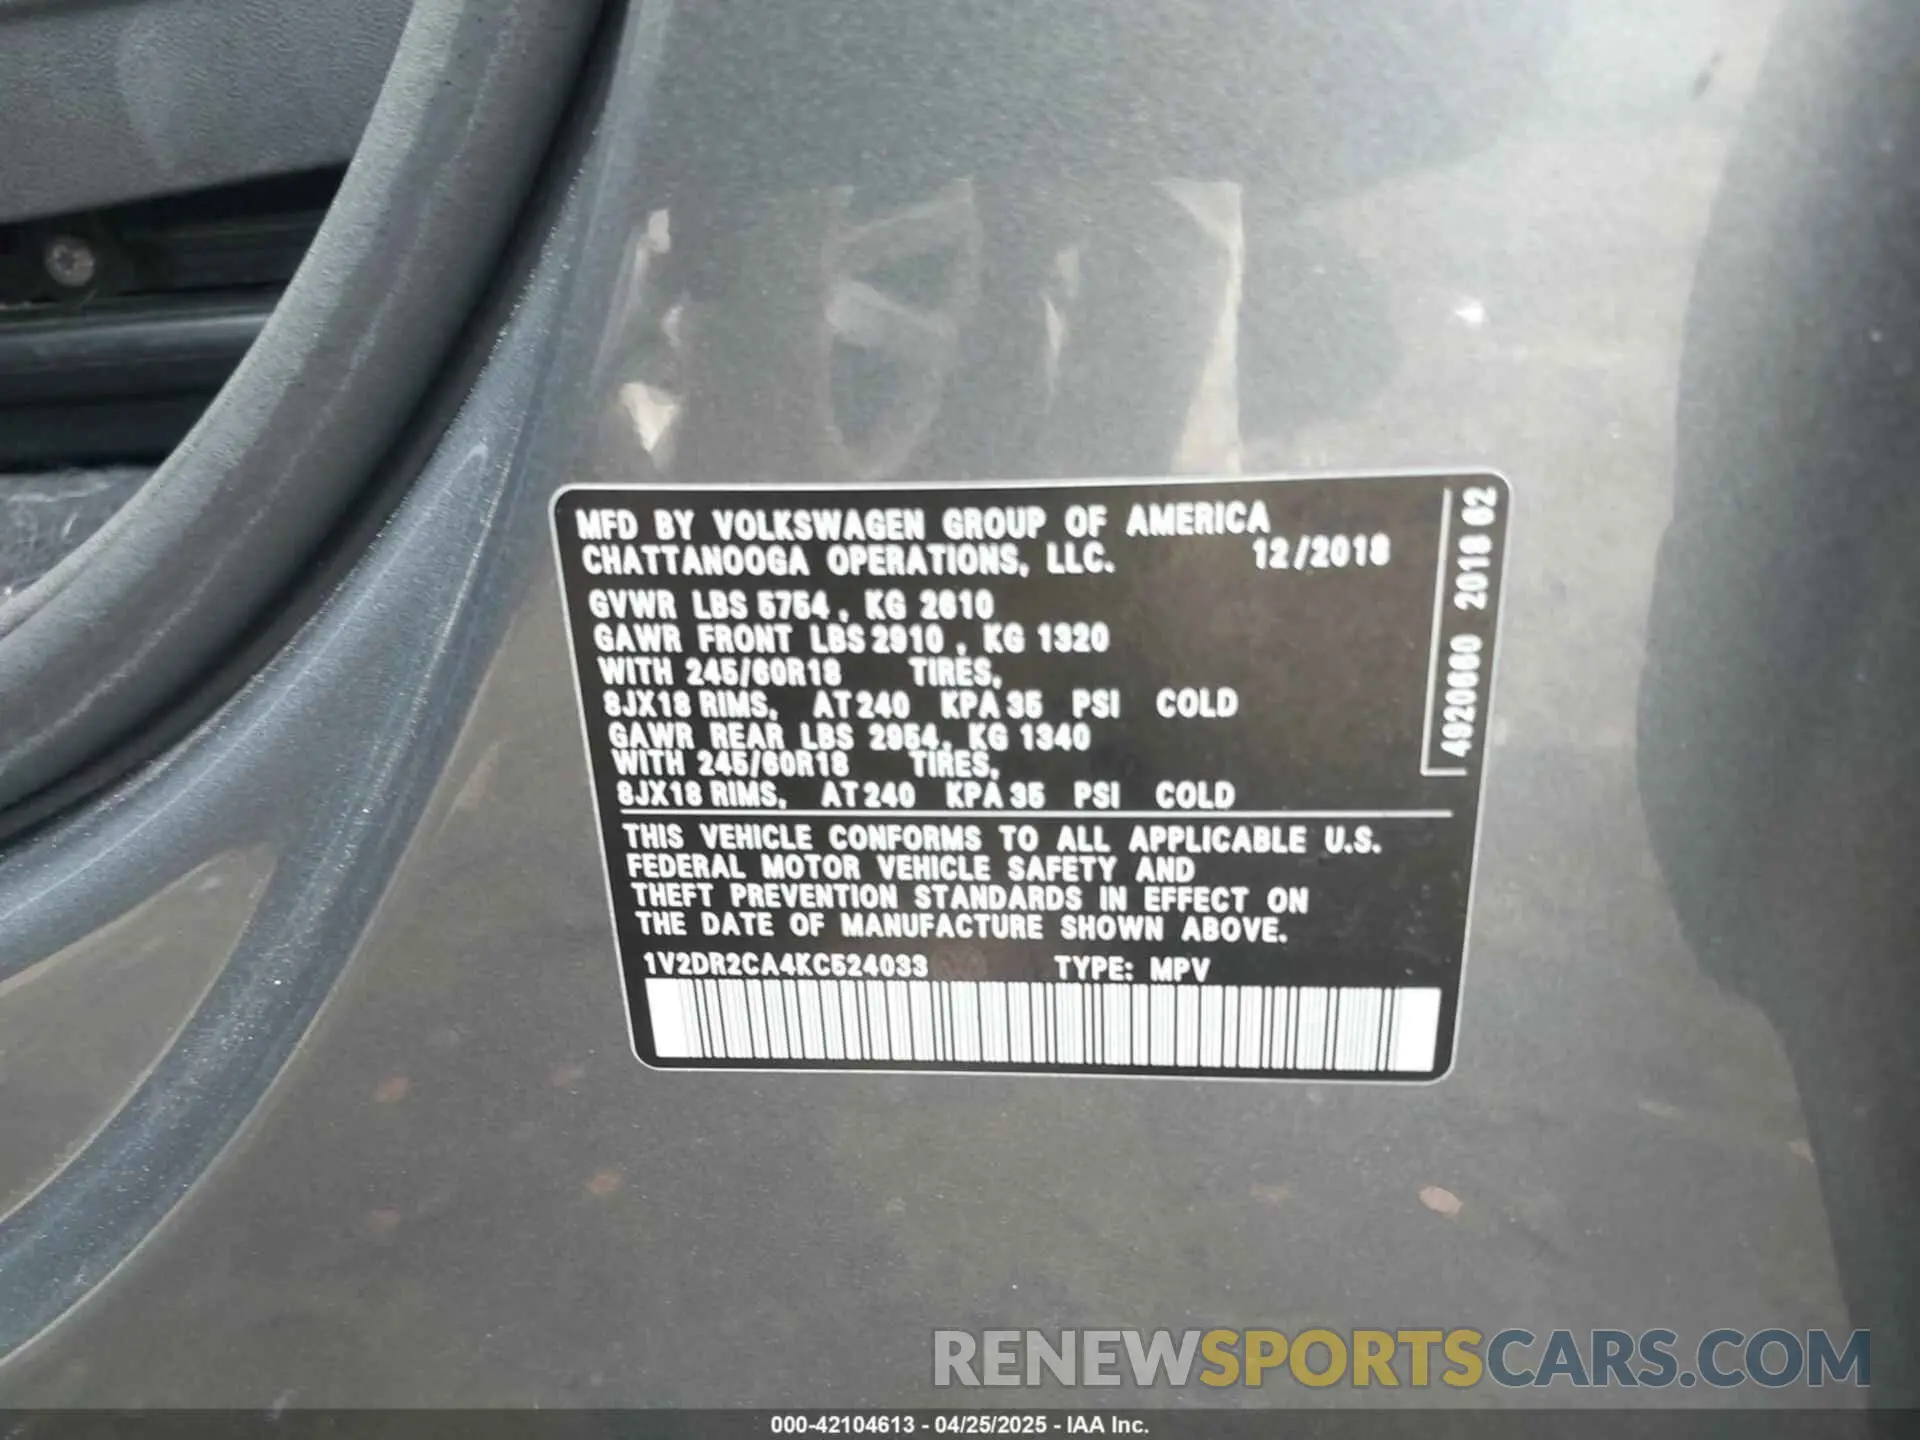 MFD BY VOLKSWAGEN GROUP OF AMERICA
CHATTANOOGA OPERATIONS, LLC. 12/2018
GVWR LBS 5754, KG 2610
GAWR FRONT LBS 2910, KG 1320
WITH 245/60R18 TIRES,
8JX18 RIMS, AT 240 KPA 35 PSI COLD
GAWR REAR LBS 2954, KG 1340
WITH 245/60R18 TIRES,
8JX18 RIMS, AT 240 KPA 35 PSI COLD
THIS VEHICLE CONFORMS TO ALL APPLICABLE U.S.
FEDERAL MOTOR VEHICLE SAFETY AND
THEFT PREVENTION STANDARDS IN EFFECT ON
THE DATE OF MANUFACTURE SHOWN ABOVE.
1V2DR2CA4KC524033 TYPE: MPV
4920660 2018 62
RENEWSPORTSCARS.COM
000-42104613 - 04/25/2025 - IAA Inc.